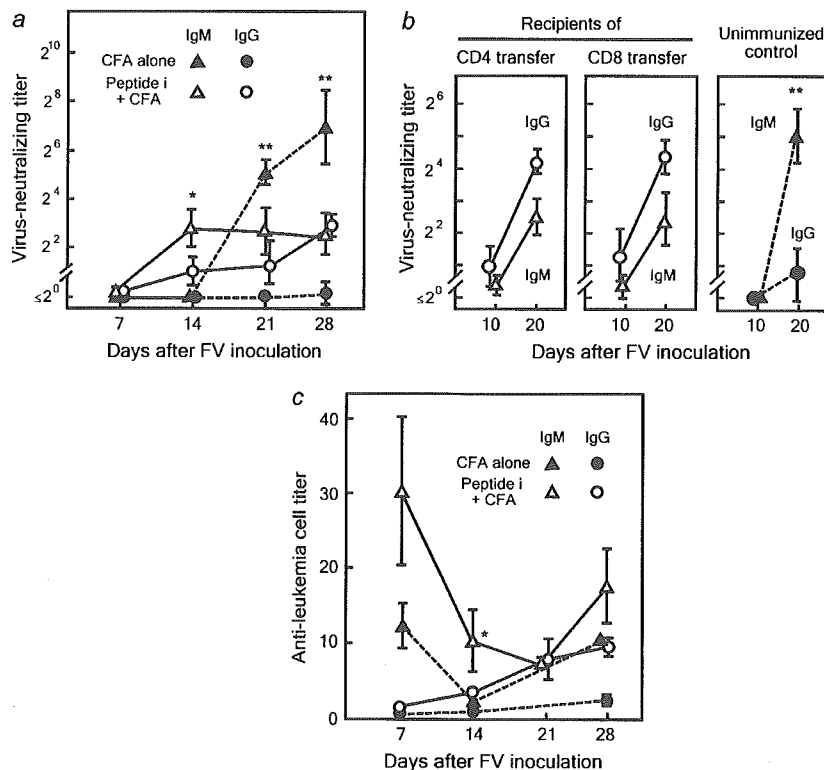 a
IgM IgG
CFA alone
Peptide i
+ CFA
Virus-neutralizing titer
2^10
2^8
2^6
2^4
2^2
≤2^0
*
**
**
7 14 21 28
Days after FV inoculation
b
Recipients of
CD4 transfer
CD8 transfer
Unimmunized
control
Virus-neutralizing titer
2^6
2^4
2^2
≤2^0
IgG
IgM
IgG
IgM
**
IgM
IgG
10 20 10 20 10 20
Days after FV inoculation
c
IgM IgG
CFA alone
Peptide i
+ CFA
Anti-leukemia cell titer
40
30
20
10
0
*
7 14 21 28
Days after FV inoculation